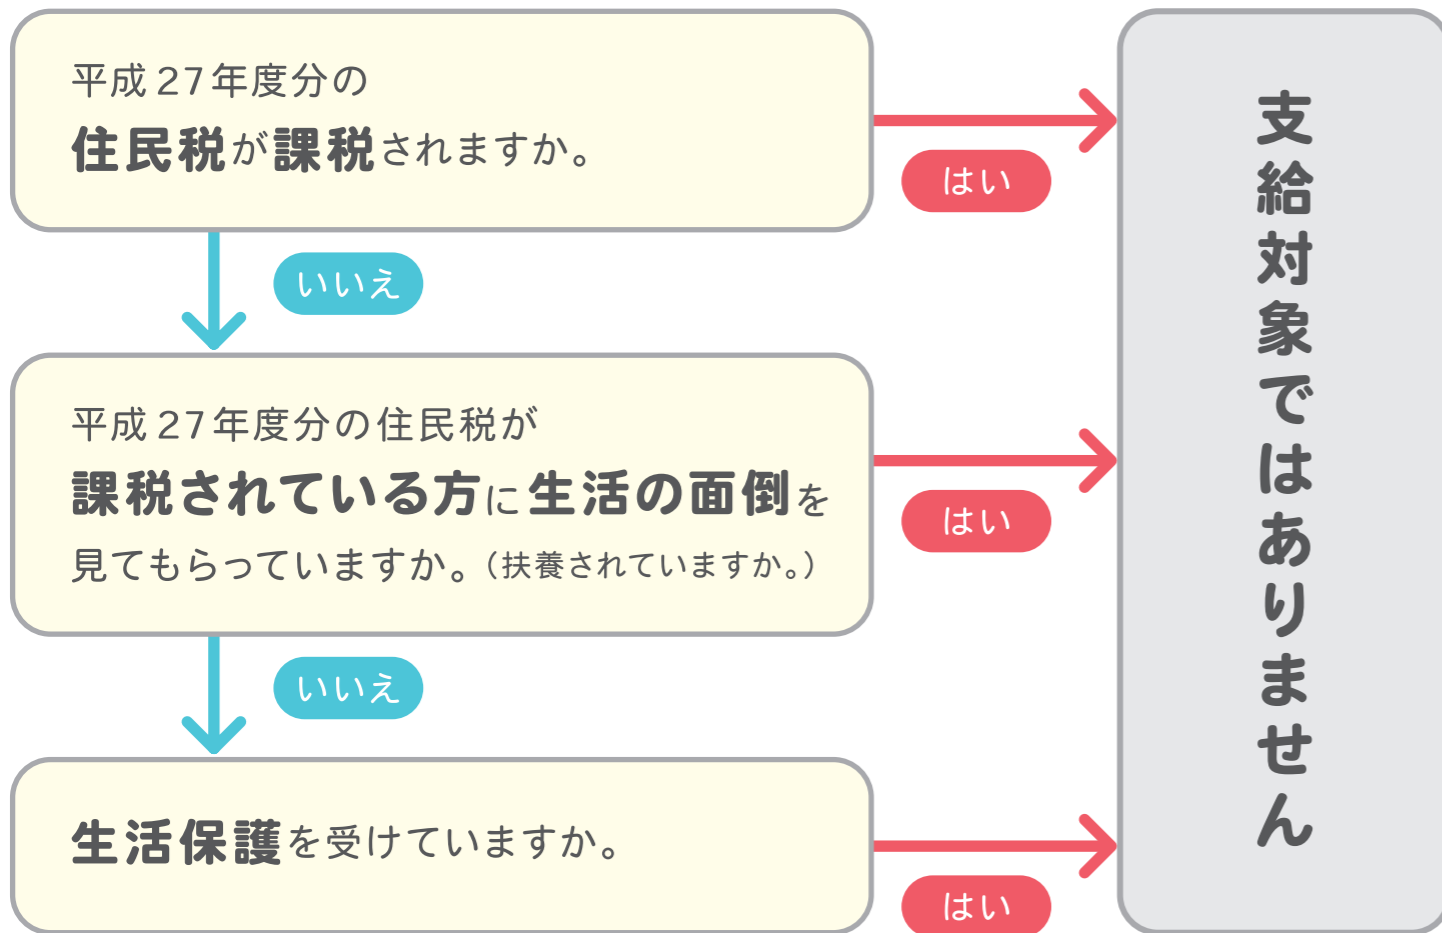 平成27年度分の
住民税が課税されますか。
はい
いいえ
平成27年度分の住民税が
課税されている方に生活の面倒を
見てもらっていますか。(扶養されていますか。)
はい
いいえ
生活保護を受けていますか。
はい
支給対象ではありません